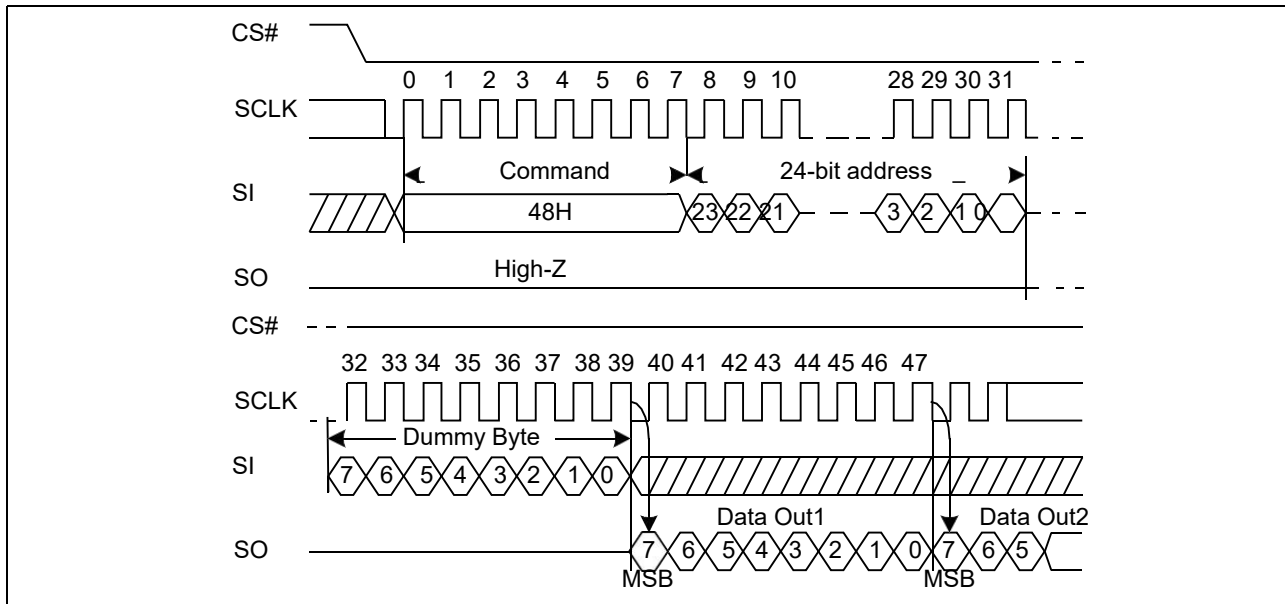 CS#
0 1 2 3 4 5 6 7 8 9 10 28 29 30 31
SCLK
Command 24-bit address
SI
48H 23 22 21 3 2 1 0
High-Z
SO
CS#
32 33 34 35 36 37 38 39 40 41 42 43 44 45 46 47
SCLK
Dummy Byte
SI
7 6 5 4 3 2 1 0
Data Out1 Data Out2
SO
7 6 5 4 3 2 1 0 7 6 5
MSB MSB